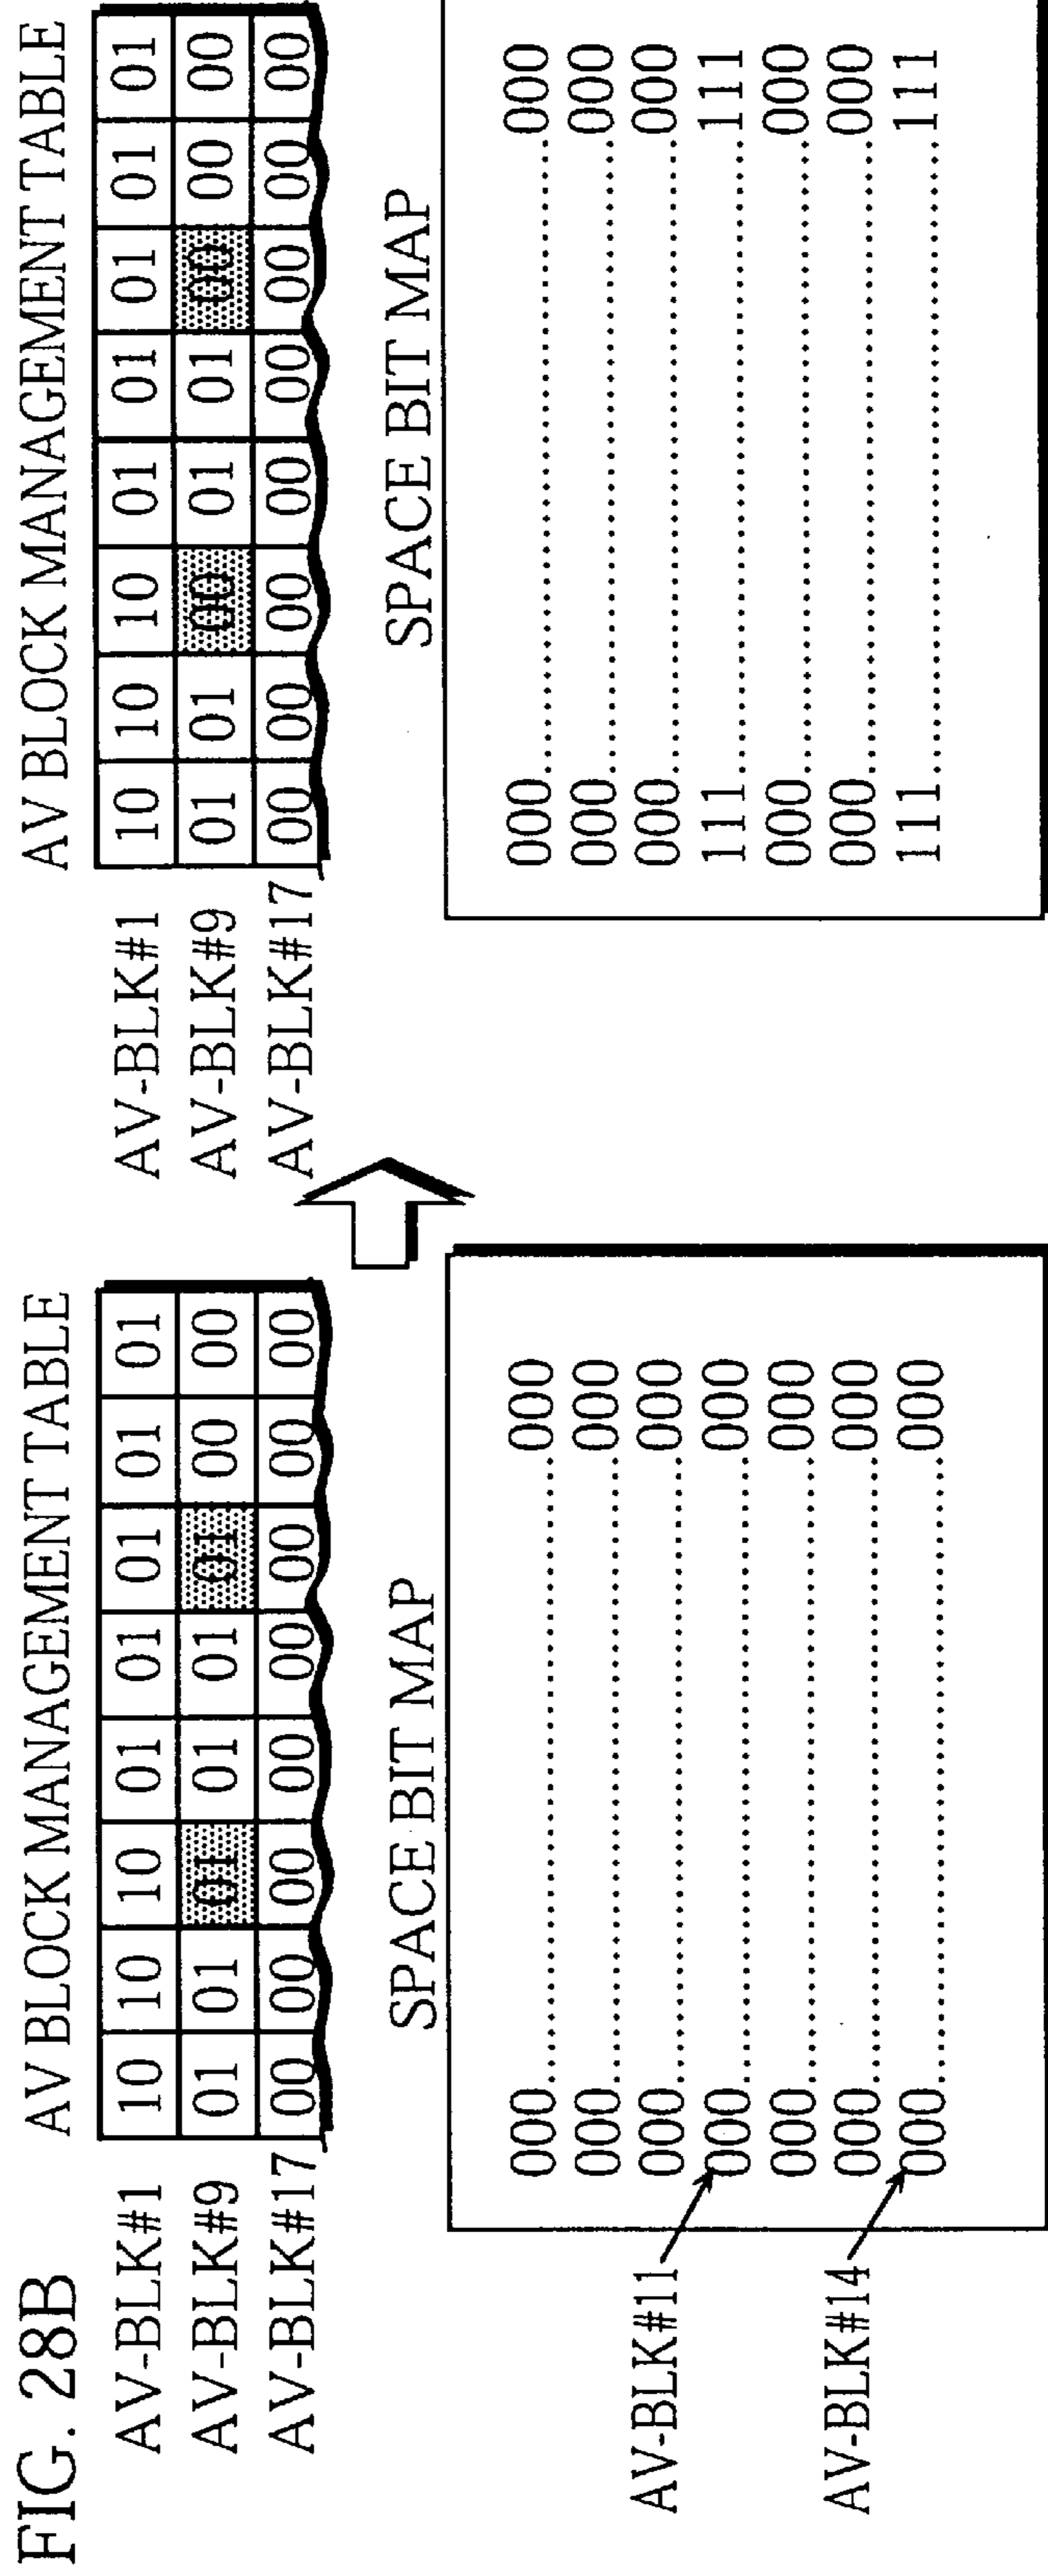 FIG. 28B
AV BLOCK MANAGEMENT TABLE
AV-BLK#1 10 10 10 01 01 01 01 01
AV-BLK#9 01 01 01 01 01 01 00 00
AV-BLK#17 00 00 00 00 00 00 00 00
SPACE BIT MAP
000.............................000
000.............................000
000.............................000
AV-BLK#11 000.............................000
000.............................000
000.............................000
AV-BLK#14 000.............................000
AV BLOCK MANAGEMENT TABLE
AV-BLK#1 10 10 10 01 01 01 01 01
AV-BLK#9 01 01 00 01 01 00 00 00
AV-BLK#17 00 00 00 00 00 00 00 00
SPACE BIT MAP
000.............................000
000.............................000
000.............................000
111.............................111
000.............................000
000.............................000
111.............................111